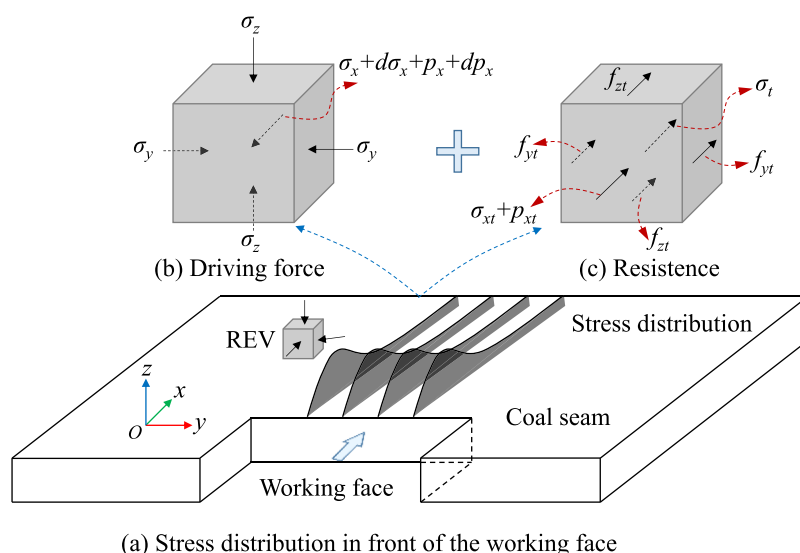 σz
σx+dσx+px+dpx
σy
σy
σz
(b) Driving force
fzt
σt
fyt
fyt
σxt+pxt
fzt
(c) Resistence
REV
Stress distribution
z
x
O
y
Coal seam
Working face
(a) Stress distribution in front of the working face